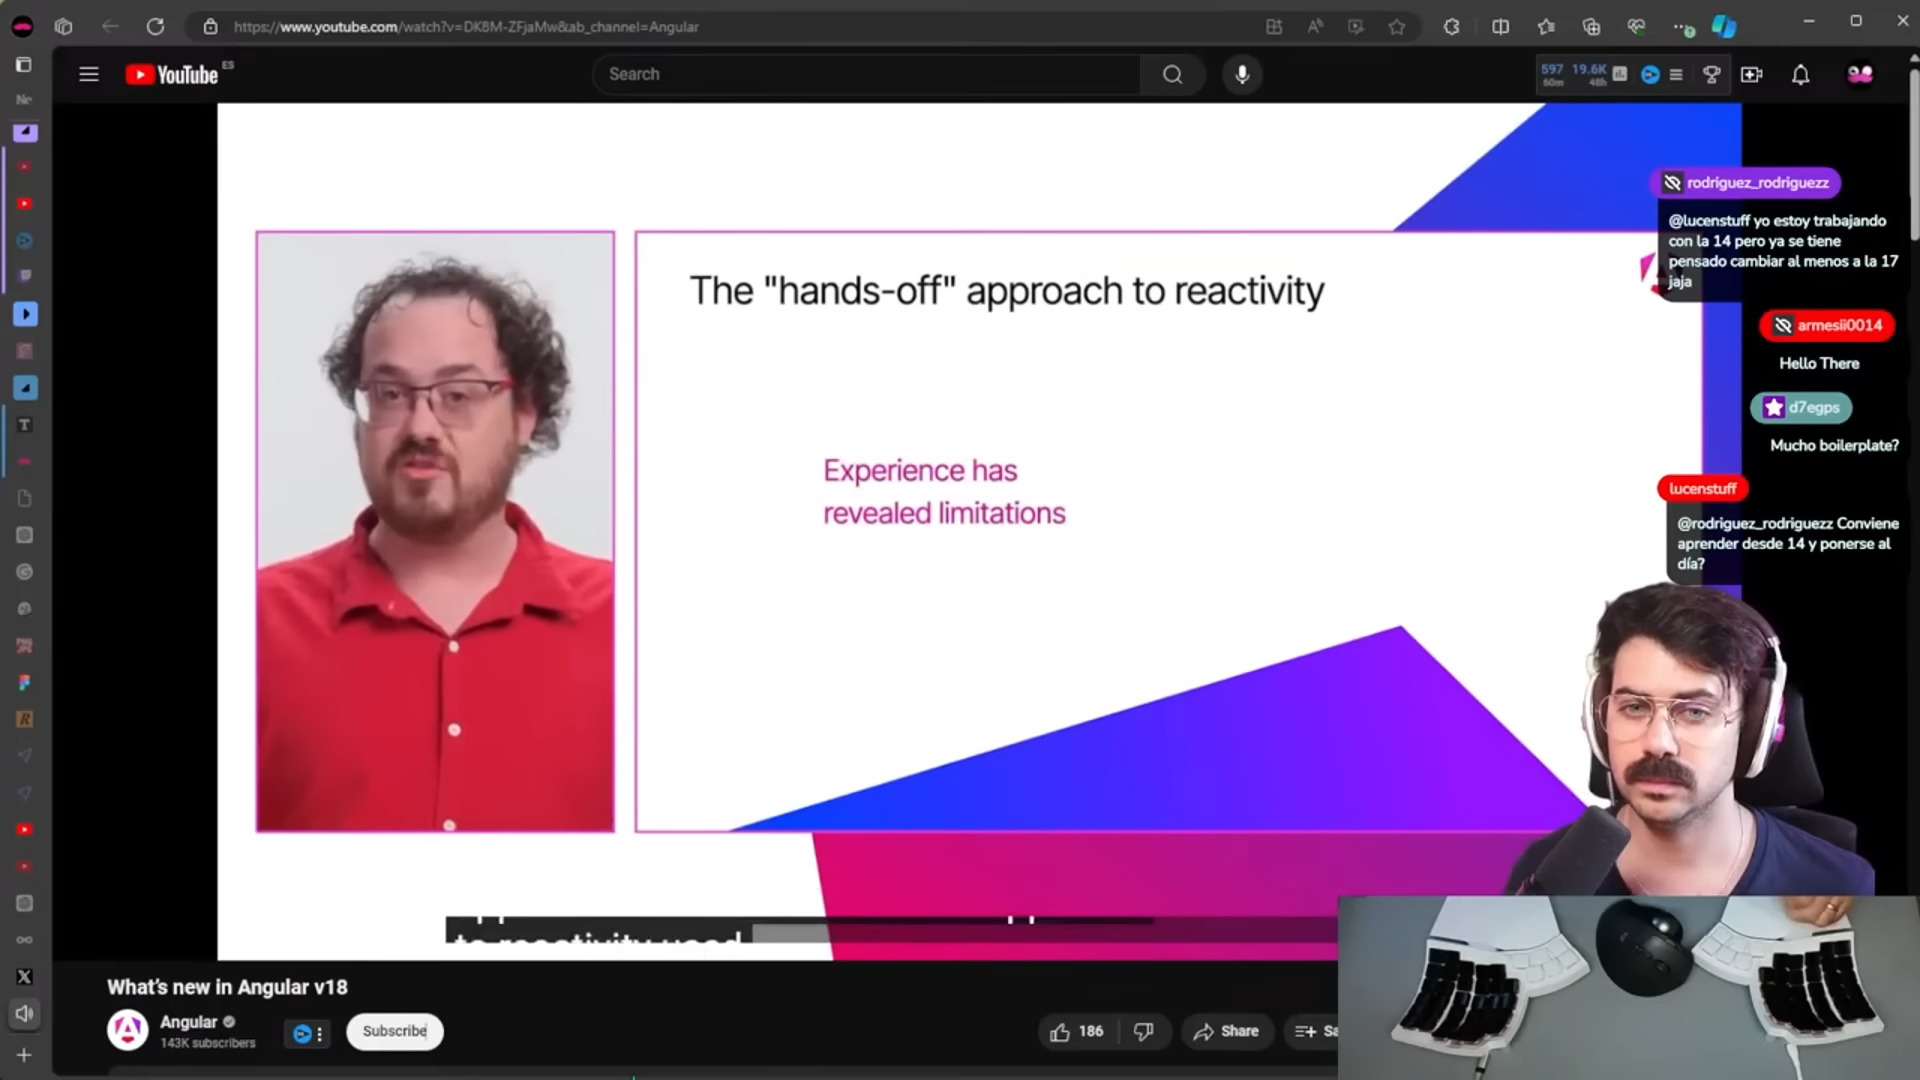 https://www.youtube.com/watch?v=DK8M-ZFjaMw&ab_channel=Angular
YouTube ES
Search
597 19.6K
60m 48h
rodriguez_rodriguezz
@lucenstuff yo estoy trabajando
con la 14 pero ya se tiene
pensado cambiar al menos a la 17
jaja
armesii0014
Hello There
d7egps
Mucho boilerplate?
lucenstuff
@rodriguez_rodriguezz Conviene
aprender desde 14 y ponerse al
día?
The "hands-off" approach to reactivity
Experience has
revealed limitations
What's new in Angular v18
Angular
143K subscribers
Subscribe
186
Share
Sa